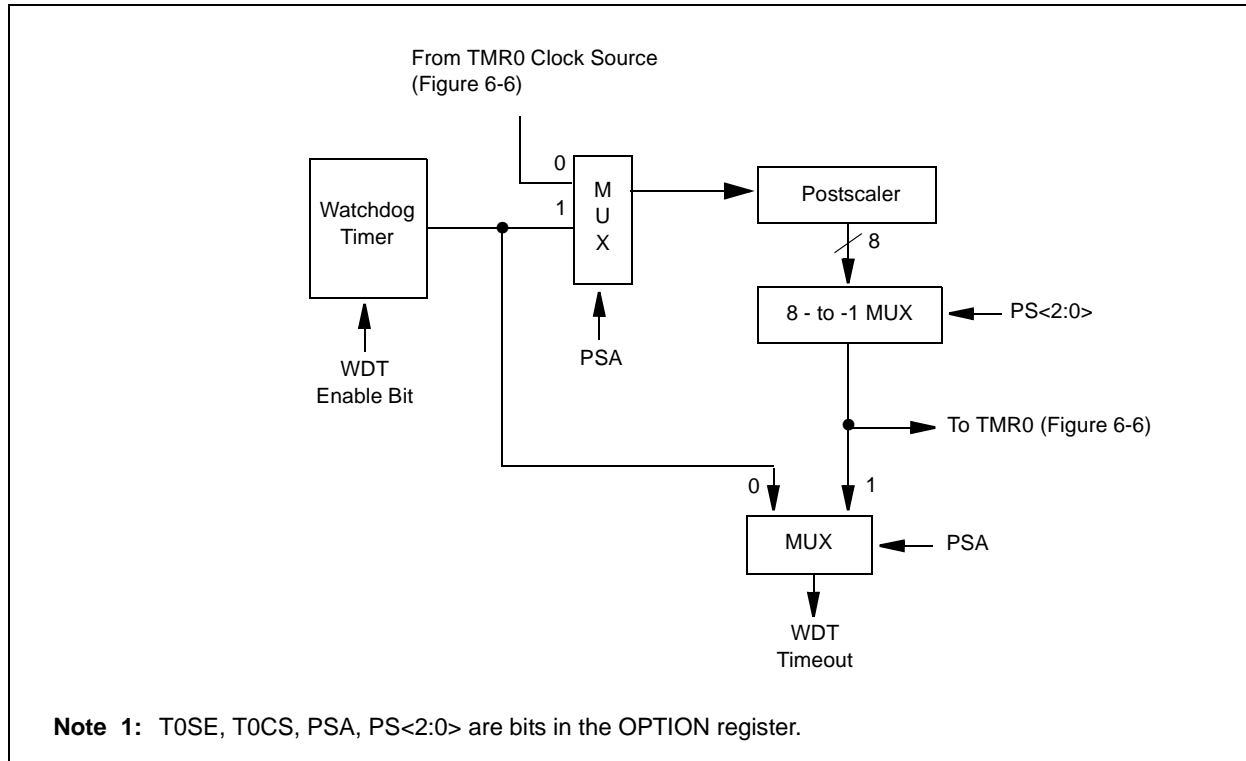 From TMR0 Clock Source
(Figure 6-6)
0
M
U
X
1
Watchdog
Timer
Postscaler
8
8 - to -1 MUX
PS<2:0>
PSA
WDT
Enable Bit
To TMR0 (Figure 6-6)
0
1
MUX
PSA
WDT
Timeout
Note 1: T0SE, T0CS, PSA, PS<2:0> are bits in the OPTION register.